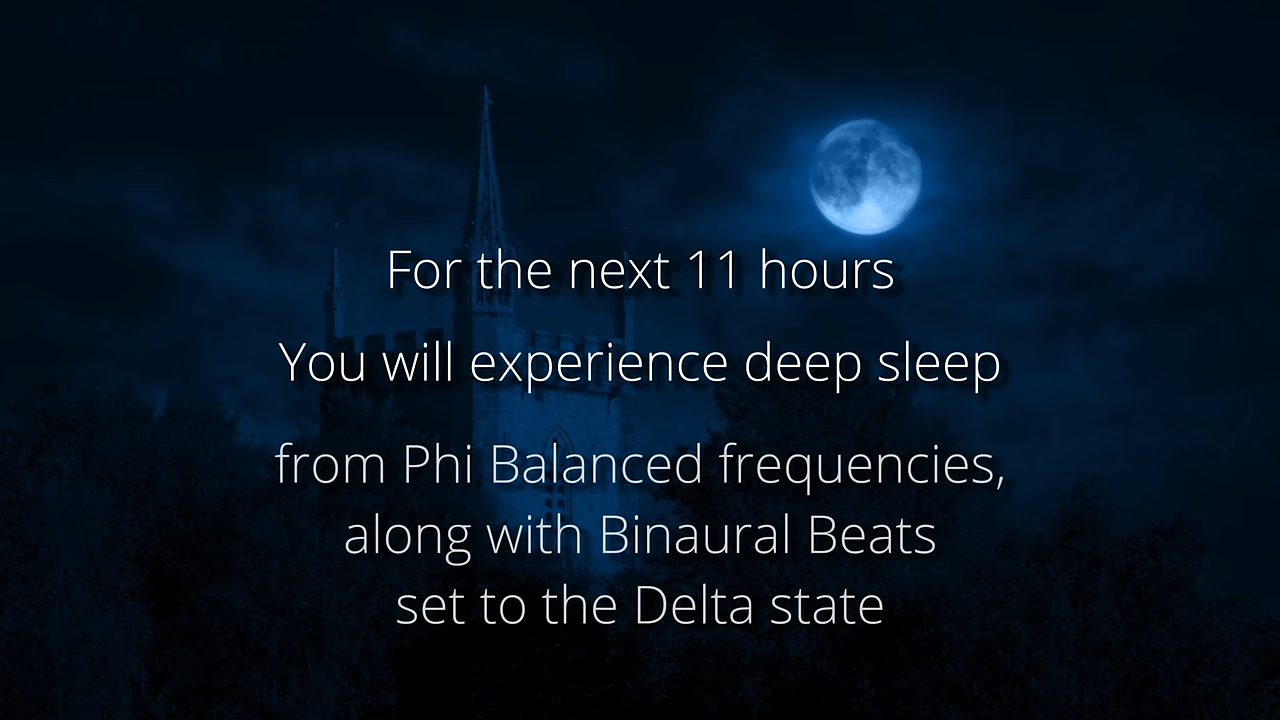 For the next 11 hours
You will experience deep sleep
from Phi Balanced frequencies,
along with Binaural Beats
set to the Delta state